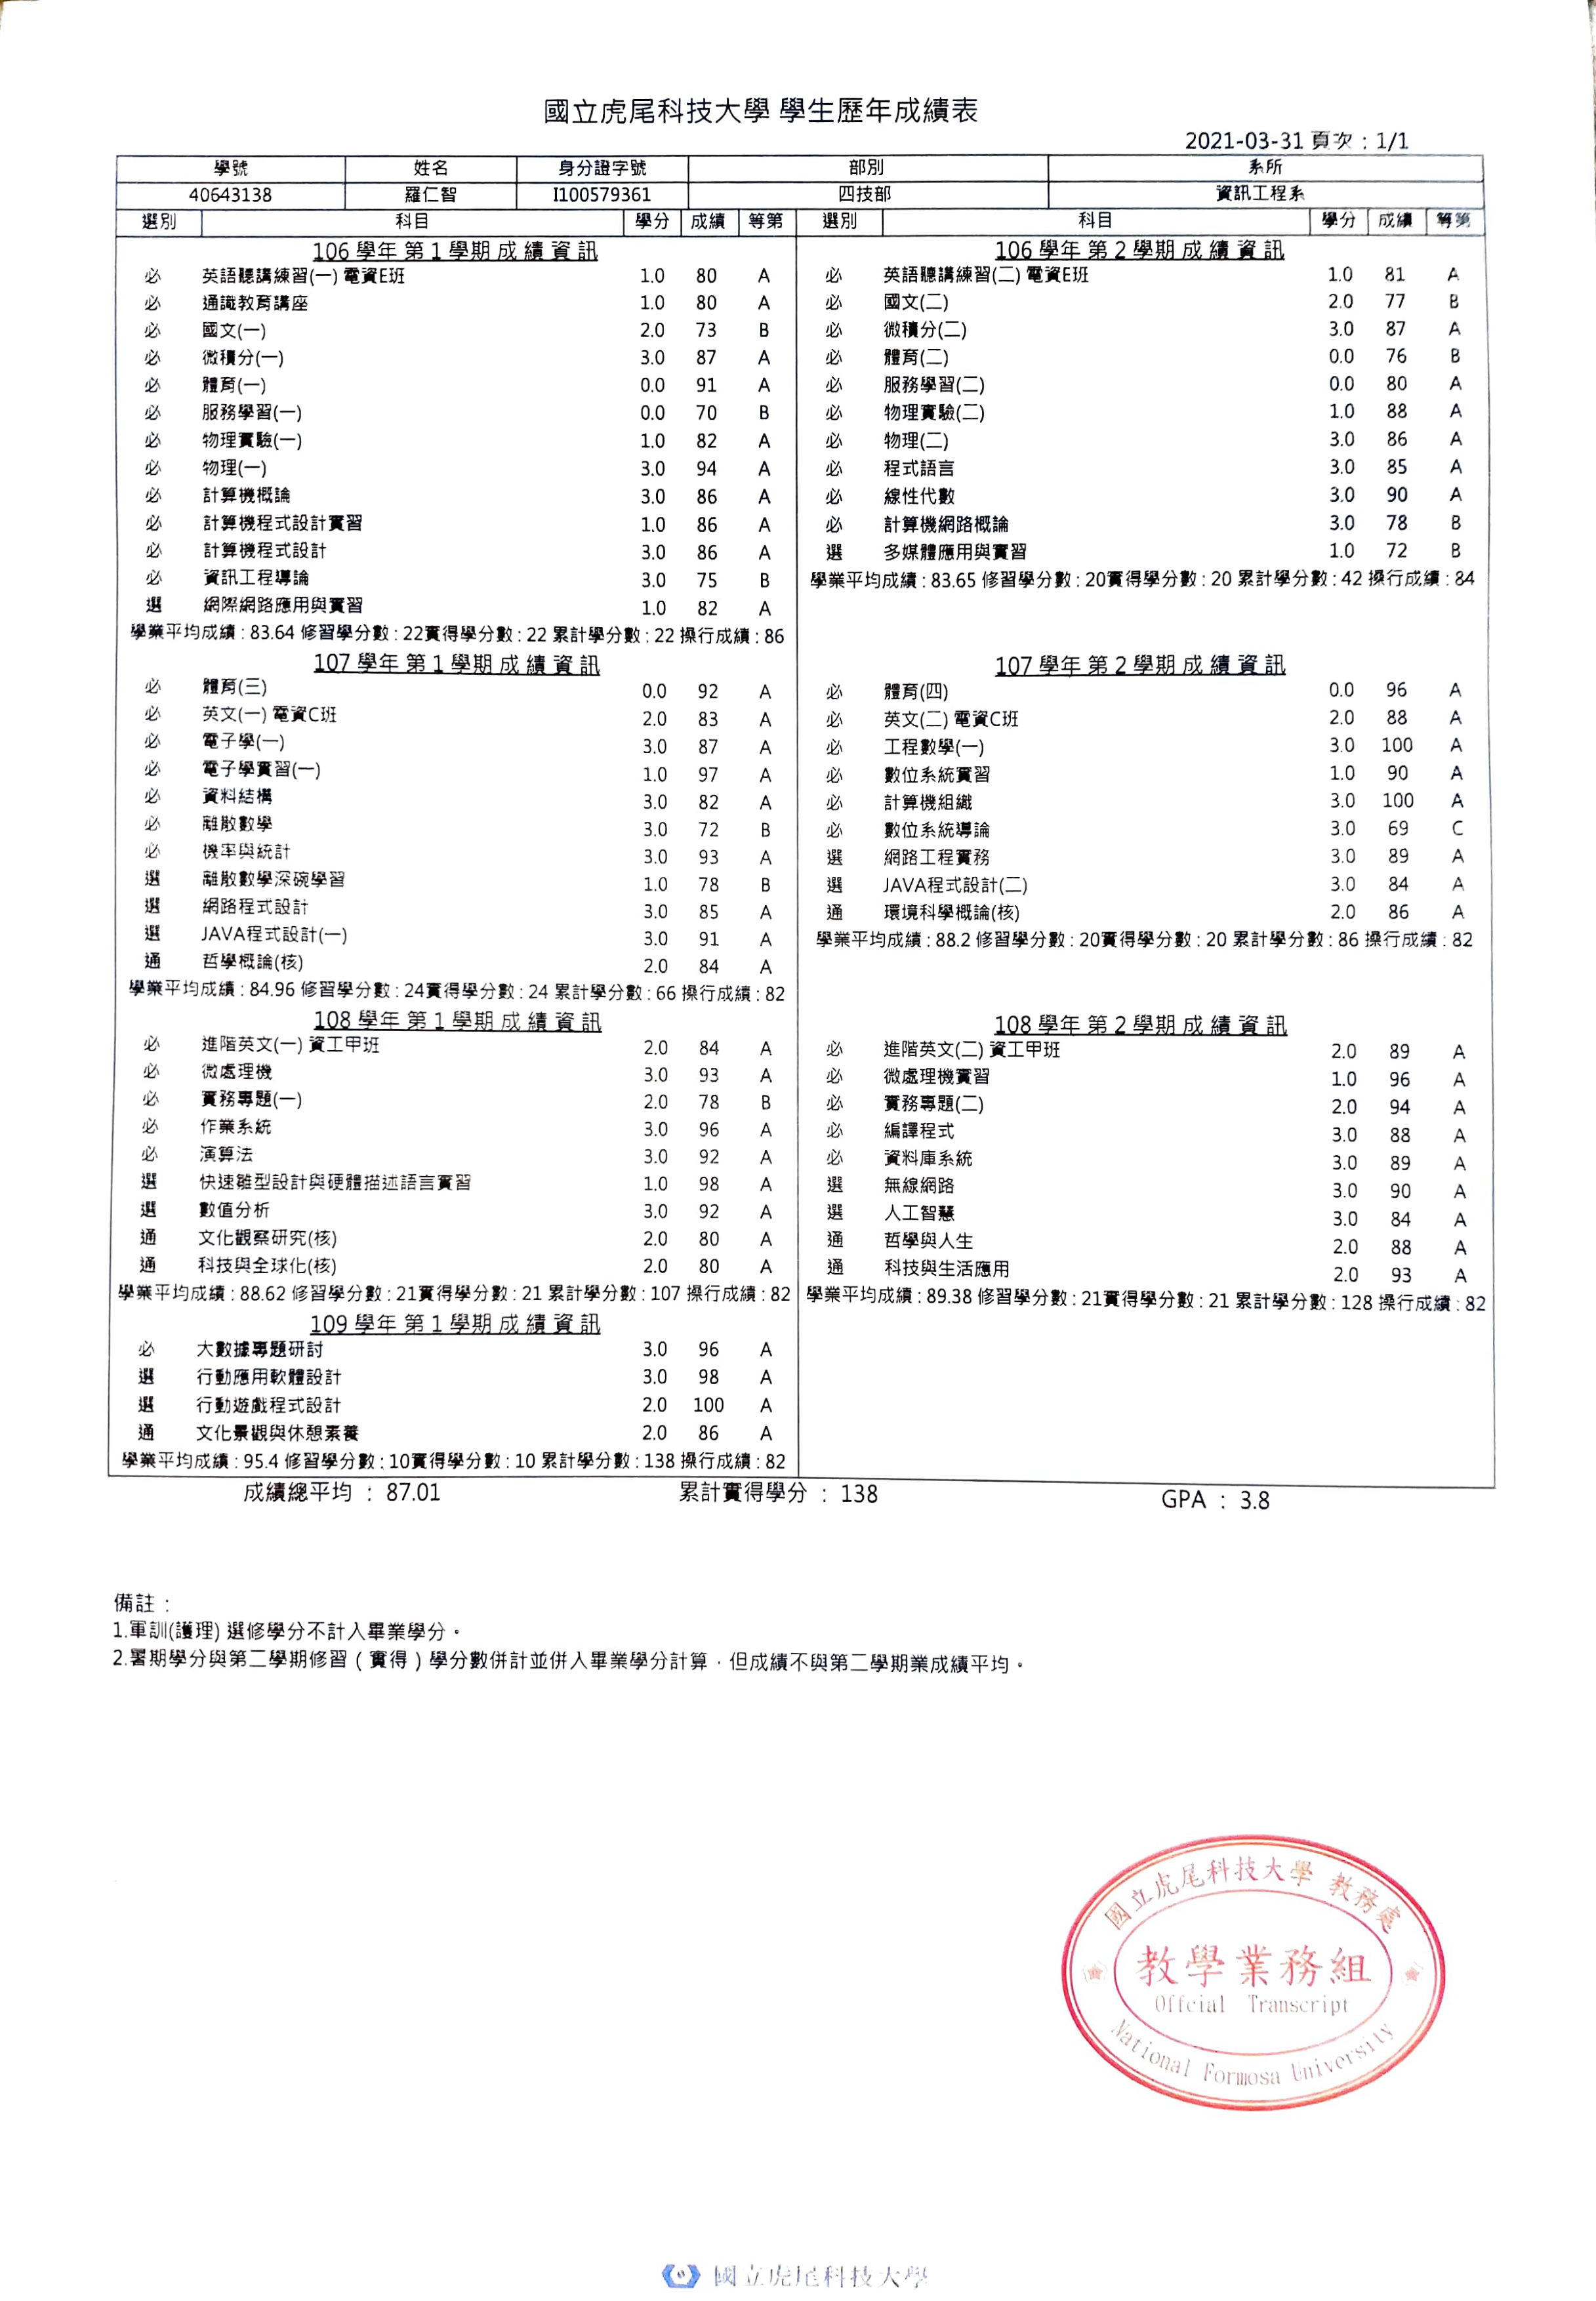 國立虎尾科技大學 學生歷年成績表
2021-03-31 頁次：1/1
學號 姓名 身分證字號 部別 系所
40643138 羅仁智 I100579361 四技部 資訊工程系
選別 科目 學分 成績 等第 選別 科目 學分 成績 等第
106 學年 第 1 學期 成 績 資 訊
必 英語聽講練習(一) 電資E班 1.0 80 A
必 通識教育講座 1.0 80 A
必 國文(一) 2.0 73 B
必 微積分(一) 3.0 87 A
必 體育(一) 0.0 91 A
必 服務學習(一) 0.0 70 B
必 物理實驗(一) 1.0 82 A
必 物理(一) 3.0 94 A
必 計算機概論 3.0 86 A
必 計算機程式設計實習 1.0 86 A
必 計算機程式設計 3.0 86 A
必 資訊工程導論 3.0 75 B
選 網際網路應用與實習 1.0 82 A
學業平均成績 : 83.64 修習學分數 : 22實得學分數 : 22 累計學分數 : 22 操行成績 : 86
106 學年 第 2 學期 成 績 資 訊
必 英語聽講練習(二) 電資E班 1.0 81 A
必 國文(二) 2.0 77 B
必 微積分(二) 3.0 87 A
必 體育(二) 0.0 76 B
必 服務學習(二) 0.0 80 A
必 物理實驗(二) 1.0 88 A
必 物理(二) 3.0 86 A
必 程式語言 3.0 85 A
必 線性代數 3.0 90 A
必 計算機網路概論 3.0 78 B
選 多媒體應用與實習 1.0 72 B
學業平均成績 : 83.65 修習學分數 : 20實得學分數 : 20 累計學分數 : 42 操行成績 : 84
107 學年 第 1 學期 成 績 資 訊
必 體育(三) 0.0 92 A
必 英文(一) 電資C班 2.0 83 A
必 電子學(一) 3.0 87 A
必 電子學實習(一) 1.0 97 A
必 資料結構 3.0 82 A
必 離散數學 3.0 72 B
必 機率與統計 3.0 93 A
選 離散數學深碗學習 1.0 78 B
選 網路程式設計 3.0 85 A
選 JAVA程式設計(一) 3.0 91 A
通 哲學概論(核) 2.0 84 A
學業平均成績 : 84.96 修習學分數 : 24實得學分數 : 24 累計學分數 : 66 操行成績 : 82
107 學年 第 2 學期 成 績 資 訊
必 體育(四) 0.0 96 A
必 英文(二) 電資C班 2.0 88 A
必 工程數學(一) 3.0 100 A
必 數位系統實習 1.0 90 A
必 計算機組織 3.0 100 A
必 數位系統導論 3.0 69 C
選 網路工程實務 3.0 89 A
選 JAVA程式設計(二) 3.0 84 A
通 環境科學概論(核) 2.0 86 A
學業平均成績 : 88.2 修習學分數 : 20實得學分數 : 20 累計學分數 : 86 操行成績 : 82
108 學年 第 1 學期 成 績 資 訊
必 進階英文(一) 資工甲班 2.0 84 A
必 微處理機 3.0 93 A
必 實務專題(一) 2.0 78 B
必 作業系統 3.0 96 A
必 演算法 3.0 92 A
選 快速雛型設計與硬體描述語言實習 1.0 98 A
選 數值分析 3.0 92 A
通 文化觀察研究(核) 2.0 80 A
通 科技與全球化(核) 2.0 80 A
學業平均成績 : 88.62 修習學分數 : 21實得學分數 : 21 累計學分數 : 107 操行成績 : 82
108 學年 第 2 學期 成 績 資 訊
必 進階英文(二) 資工甲班 2.0 89 A
必 微處理機實習 1.0 96 A
必 實務專題(二) 2.0 94 A
必 編譯程式 3.0 88 A
必 資料庫系統 3.0 89 A
選 無線網路 3.0 90 A
選 人工智慧 3.0 84 A
通 哲學與人生 2.0 88 A
通 科技與生活應用 2.0 93 A
學業平均成績 : 89.38 修習學分數 : 21實得學分數 : 21 累計學分數 : 128 操行成績 : 82
109 學年 第 1 學期 成 績 資 訊
必 大數據專題研討 3.0 96 A
選 行動應用軟體設計 3.0 98 A
選 行動遊戲程式設計 2.0 100 A
通 文化景觀與休憩素養 2.0 86 A
學業平均成績 : 95.4 修習學分數 : 10實得學分數 : 10 累計學分數 : 138 操行成績 : 82
成績總平均 ： 87.01 累計實得學分 ： 138 GPA ： 3.8
備註：
1.軍訓(護理) 選修學分不計入畢業學分。
2.暑期學分與第二學期修習（實得）學分數併計並併入畢業學分計算，但成績不與第二學期業成績平均。
國立虎尾科技大學 教務處
教學業務組
Offcial Transcript
National Formosa University
國立虎尾科技大學